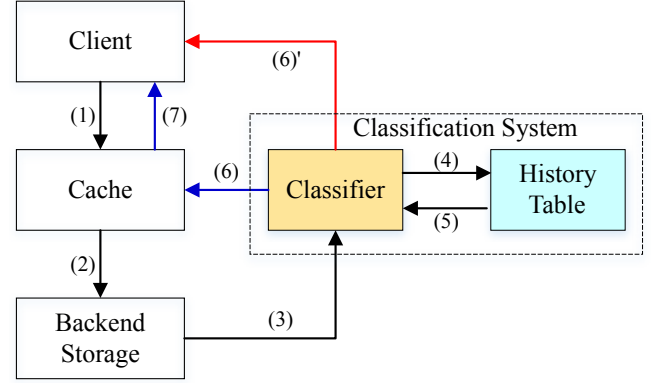 Client
(6)'
(1)
(7)
Classification System
Cache
(6)
Classifier
(4)
History
Table
(5)
(2)
Backend
Storage
(3)